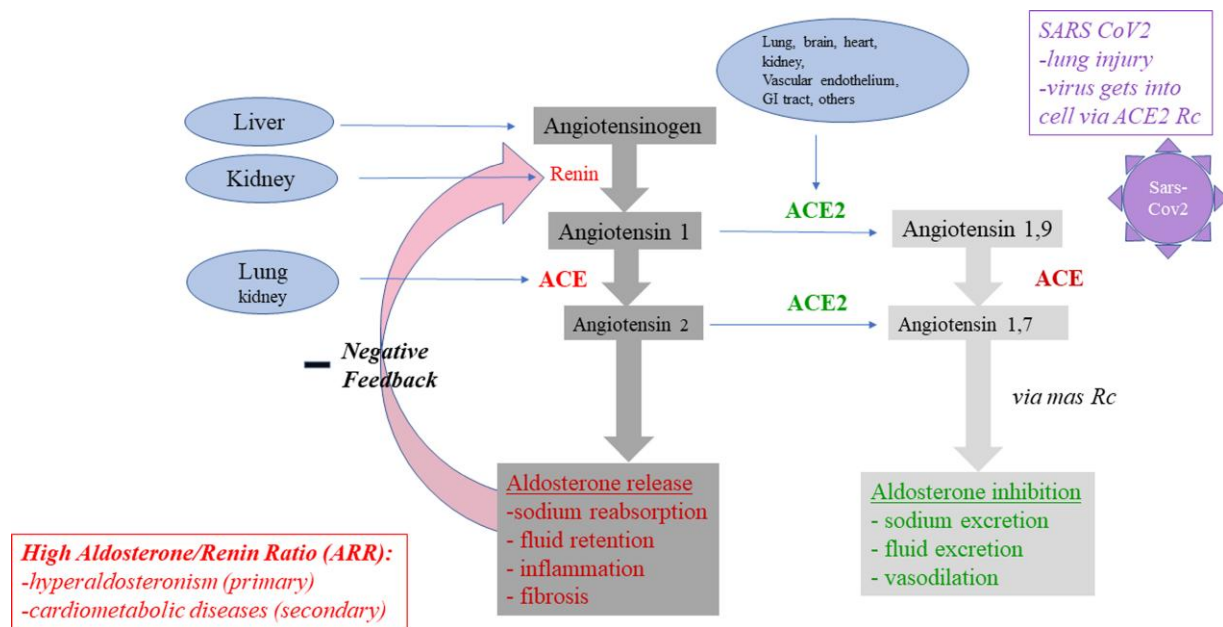 Liver
Kidney
Lung
kidney
Angiotensinogen
Renin
Angiotensin 1
ACE
Angiotensin 2
Negative
Feedback
Aldosterone release
-sodium reabsorption
- fluid retention
- inflammation
- fibrosis
High Aldosterone/Renin Ratio (ARR):
-hyperaldosteronism (primary)
-cardiometabolic diseases (secondary)
Lung, brain, heart,
kidney,
Vascular endothelium,
GI tract, others
ACE2
ACE2
Angiotensin 1,9
ACE
Angiotensin 1,7
via mas Rc
Aldosterone inhibition
- sodium excretion
- fluid excretion
- vasodilation
SARS CoV2
-lung injury
-virus gets into
cell via ACE2 Rc
Sars-
Cov2